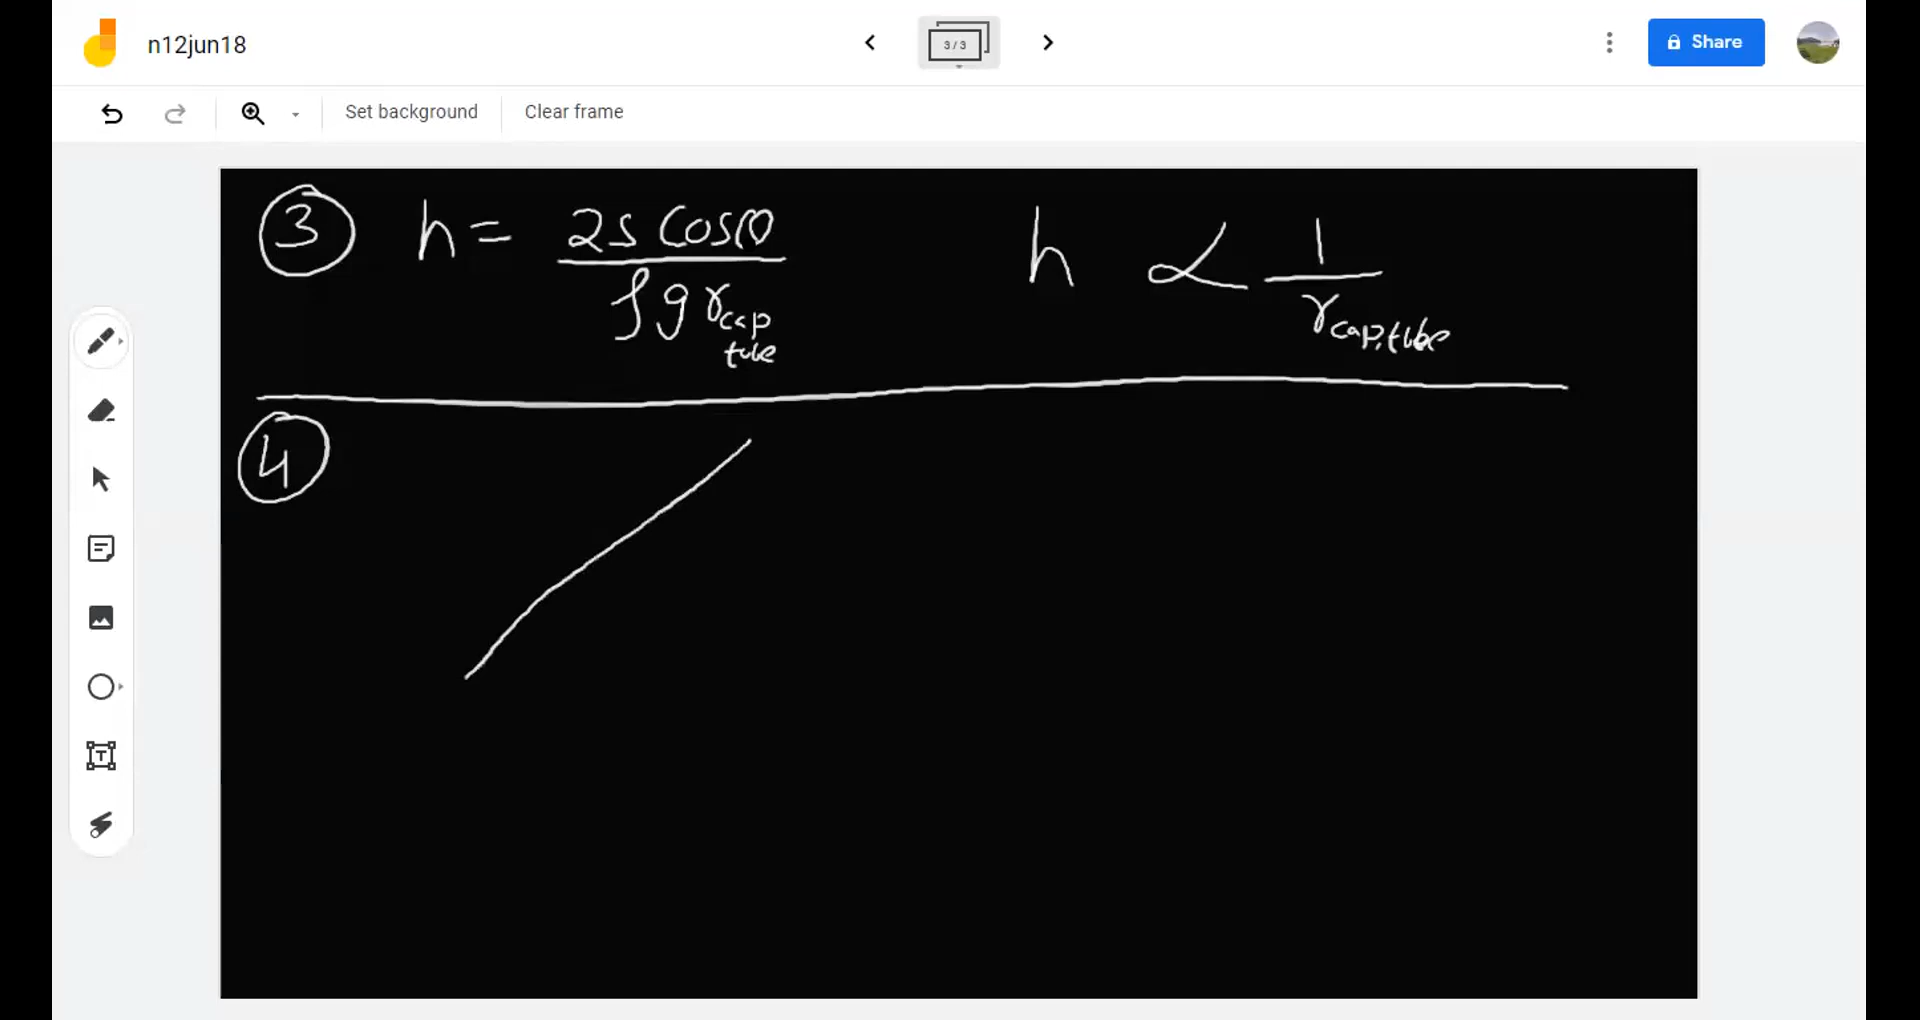 n12jun18
3 / 3
Share
Set background
Clear frame
③ h = 2s Cosθ / ρ g r cap tube
h ∝ 1 / r cap.tube
④